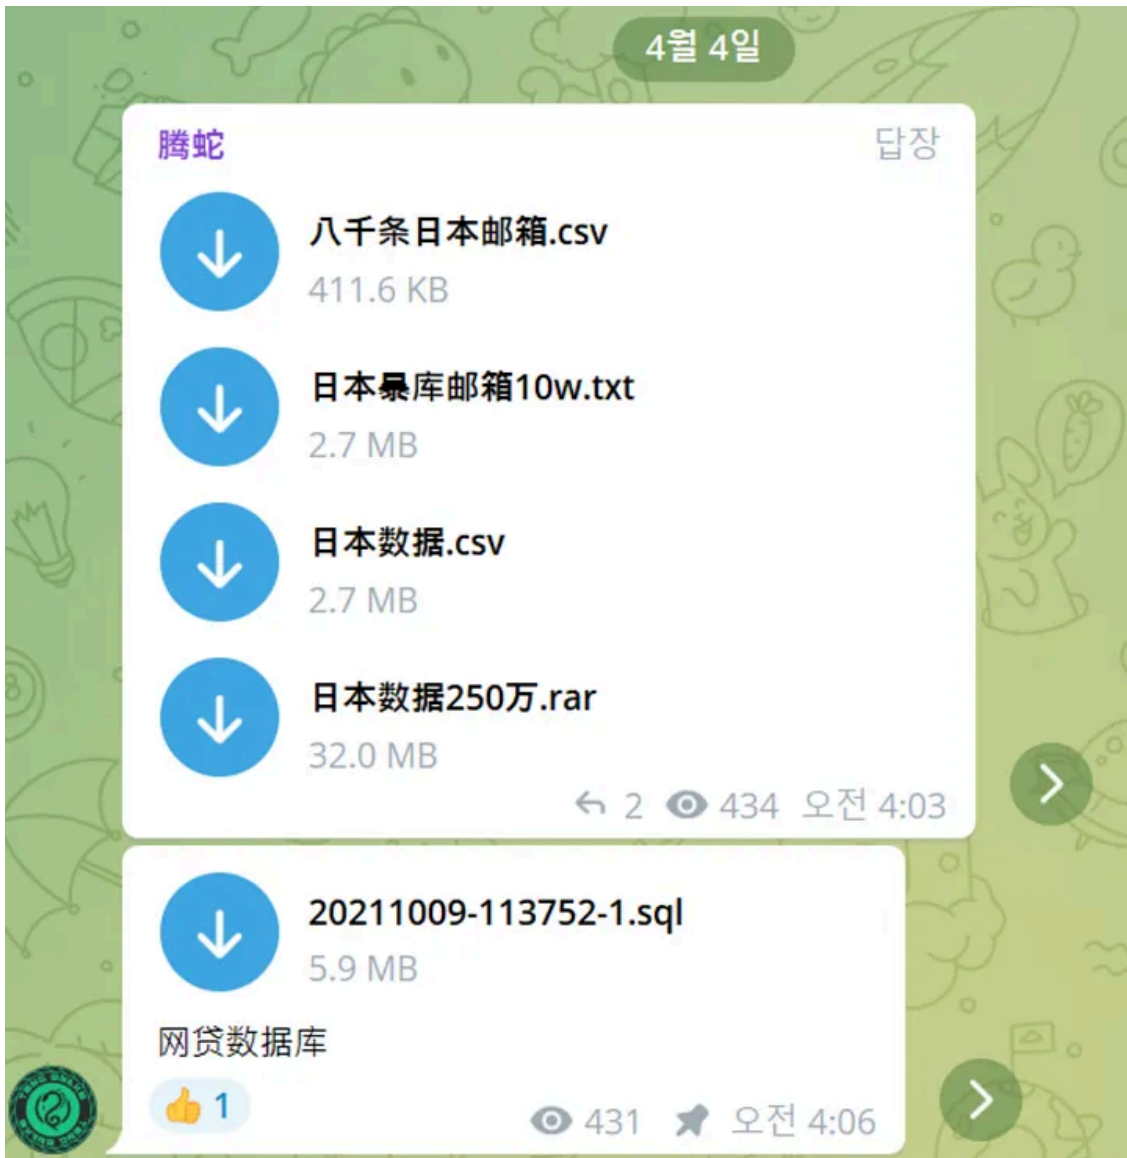 4월 4일
腾蛇 답장
八千条日本邮箱.csv
411.6 KB
日本暴库邮箱10w.txt
2.7 MB
日本数据.csv
2.7 MB
日本数据250万.rar
32.0 MB
2 434 오전 4:03
20211009-113752-1.sql
5.9 MB
网贷数据库
👍 1
431 오전 4:06
TENG SNAKE
TENG SNAKE